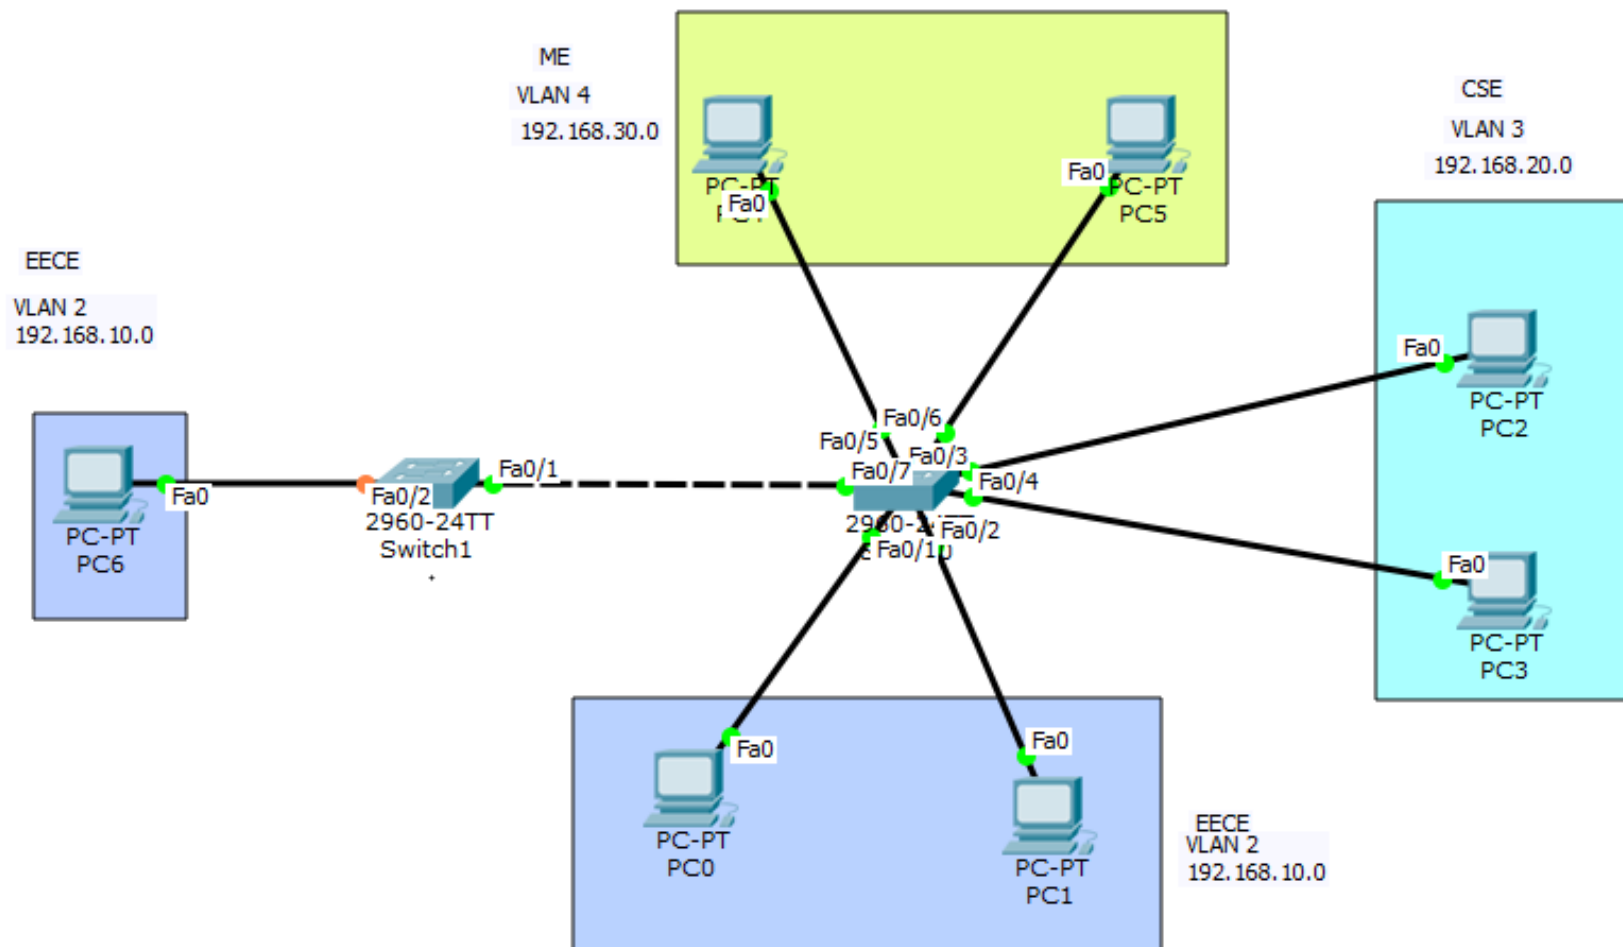 ME
VLAN 4
192.168.30.0
CSE
VLAN 3
192.168.20.0
PC-PT
Fa0
Fa0
PC-PT
PC5
EECE
VLAN 2
192.168.10.0
Fa0
PC-PT
PC2
Fa0/6
Fa0/5
Fa0/3
Fa0/7
Fa0/4
Fa0/1
Fa0
Fa0/2
PC-PT
PC6
2960-24TT
Switch1
Fa0/2
Fa0/1
Fa0
PC-PT
PC3
Fa0
Fa0
PC-PT
PC0
PC-PT
PC1
EECE
VLAN 2
192.168.10.0